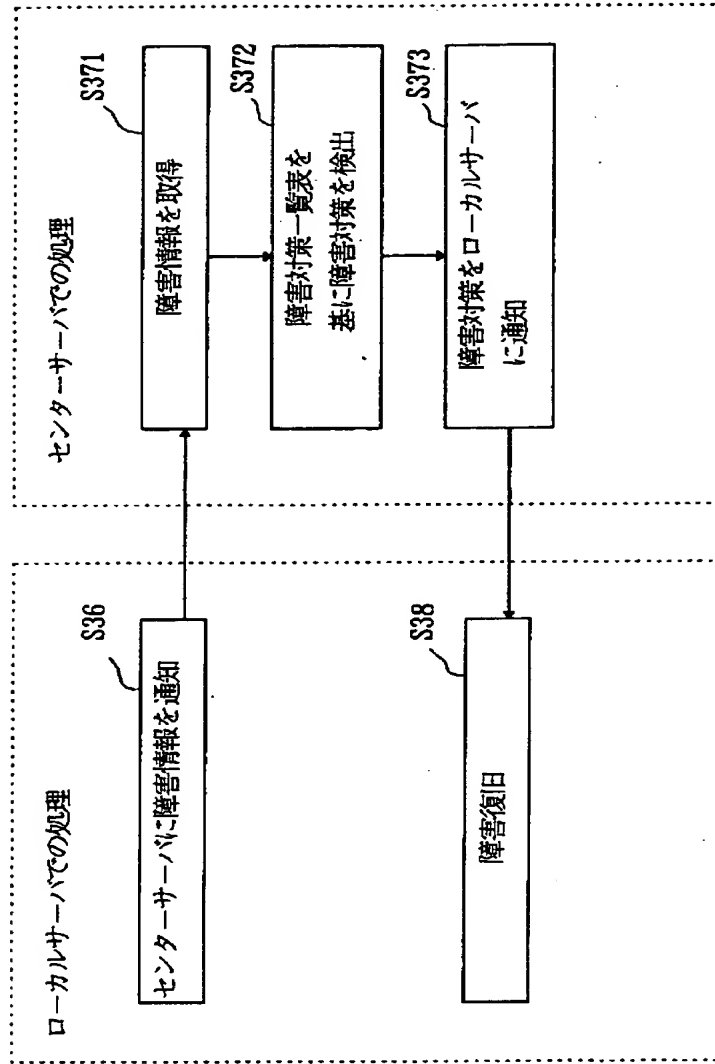 ローカルサーバでの処理
S36
センターサーバに障害情報を通知
S38
障害復旧
センターサーバでの処理
S371
障害情報を取得
S372
障害対策一覧表を
基に障害対策を検出
S373
障害対策をローカルサーバ
に通知